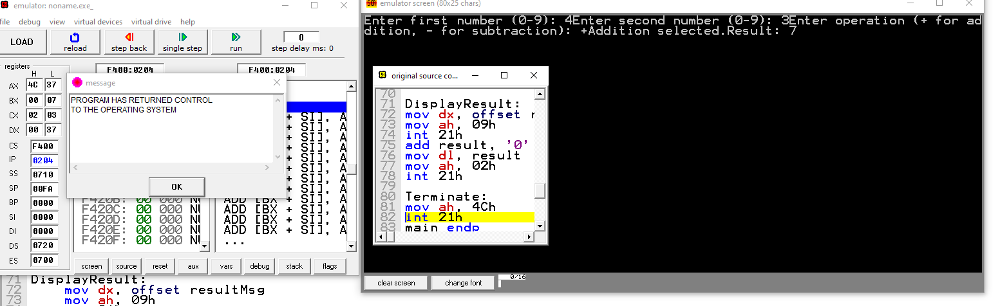 emulator: noname.exe_
file debug view virtual devices virtual drive help
LOAD
reload
step back
single step
run
0
step delay ms: 0
registers
H L
AX 4C 37
BX 00 07
CX 02 03
DX 00 37
CS F400
IP 0204
SS 0710
SP 00FA
BP 0000
SI 0000
DI 0000
DS 0720
ES 0700
F400:0204
F400:0204
message
PROGRAM HAS RETURNED CONTROL
TO THE OPERATING SYSTEM
OK
+ SI], A
+ SI], A
+ SI], A
+ SI], A
+ SI], A
+ SI], A
+ SI], A
+ SI], A
F420B: 00 000 NU ADD [BX + SI], A
F420C: 00 000 NU ADD [BX + SI], A
F420D: 00 000 NU ADD [BX + SI], A
F420E: 00 000 NU ADD [BX + SI], A
F420F: 00 000 NU ...
screen source reset aux vars debug stack flags
71 DisplayResult:
72 mov dx, offset resultMsg
73 mov ah, 09h
emulator screen (80x25 chars)
Enter first number (0-9): 4Enter second number (0-9): 3Enter operation (+ for ad
dition, - for subtraction): +Addition selected.Result: 7
original source co...
70
71 DisplayResult:
72 mov dx, offset r
73 mov ah, 09h
74 int 21h
75 add result, '0'
76 mov dl, result
77 mov ah, 02h
78 int 21h
79
80 Terminate:
81 mov ah, 4Ch
82 int 21h
83 main endp
clear screen
change font
0/16